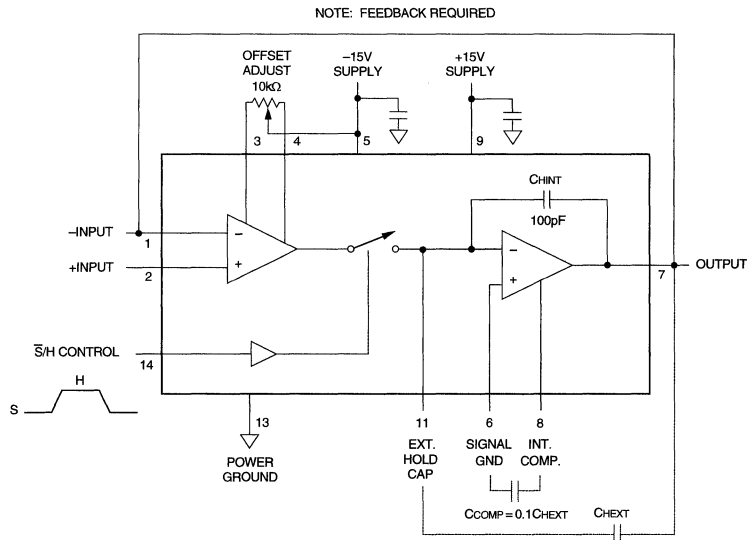 NOTE: FEEDBACK REQUIRED
OFFSET
ADJUST
10kΩ
–15V
SUPPLY
+15V
SUPPLY
3
4
5
9
CHINT
100pF
–INPUT
1
–
+INPUT
2
+
–
+
7
OUTPUT
S̅/H CONTROL
14
H
S
13
POWER
GROUND
11
EXT.
HOLD
CAP
6
SIGNAL
GND
8
INT.
COMP.
CCOMP = 0.1CHEXT
CHEXT